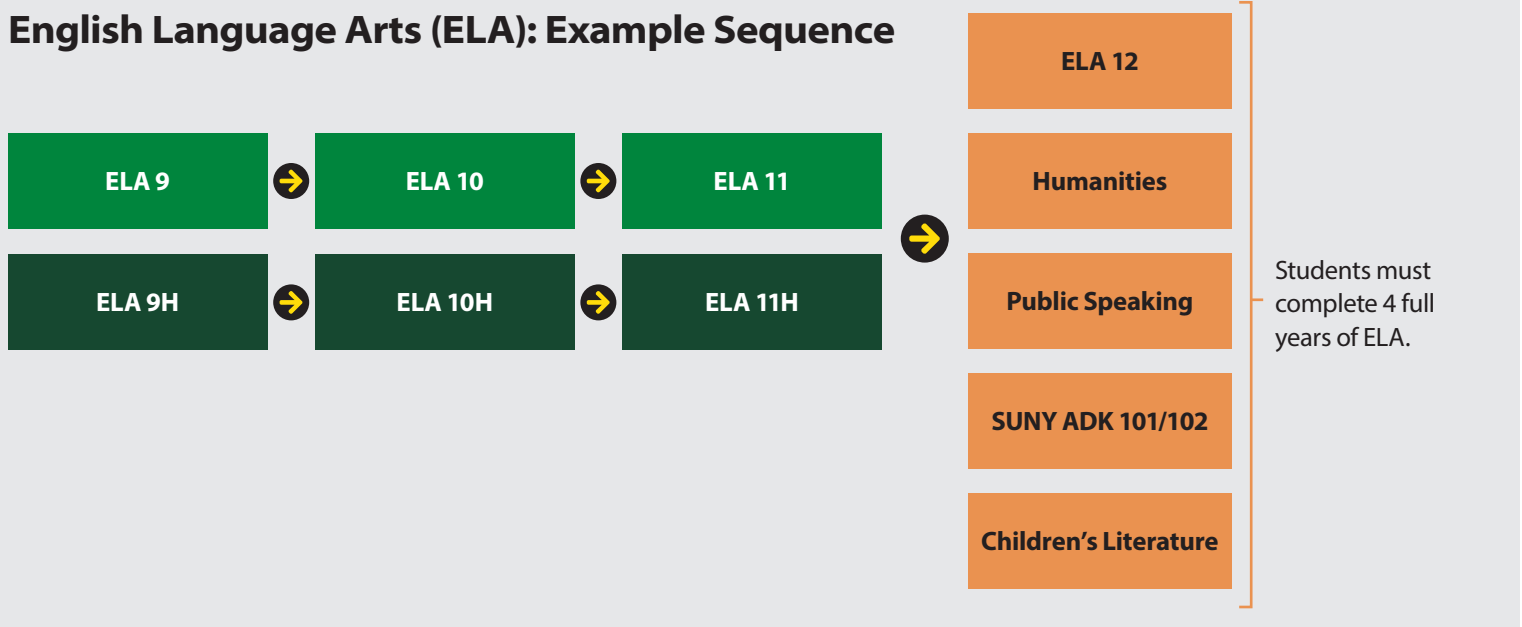 English Language Arts (ELA): Example Sequence
ELA 9
ELA 10
ELA 11
ELA 9H
ELA 10H
ELA 11H
ELA 12
Humanities
Public Speaking
SUNY ADK 101/102
Children’s Literature
Students must
complete 4 full
years of ELA.